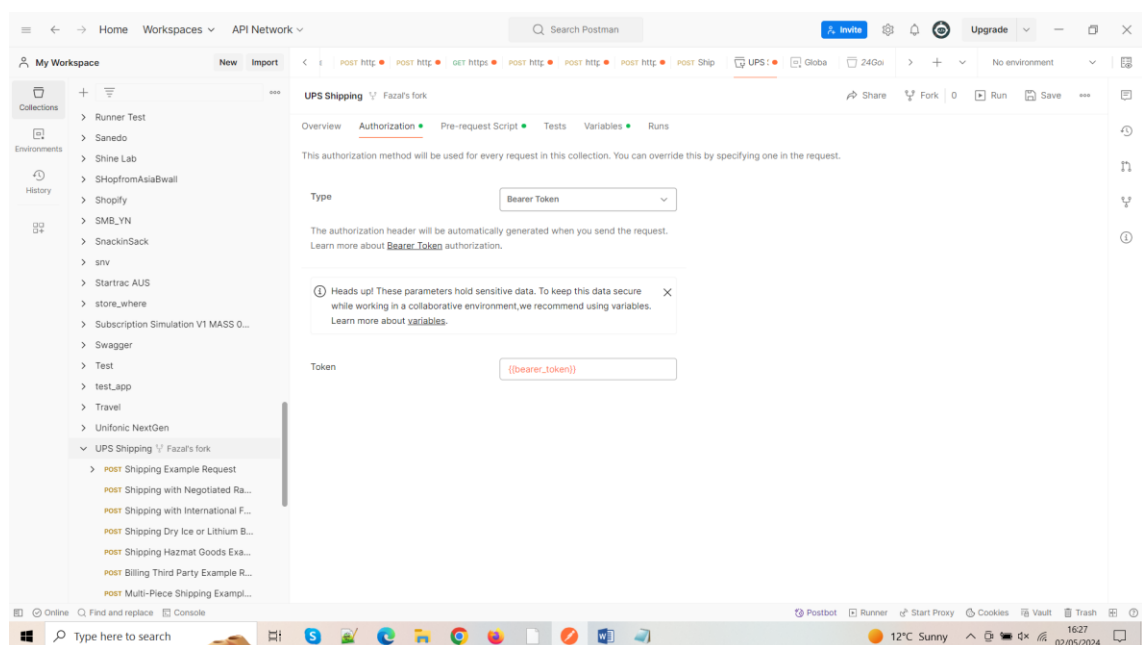 Home Workspaces API Network
Search Postman
Invite
Upgrade
My Workspace
New Import
POST http
POST http
GET https
POST http
POST http
POST http
POST Ship
UPS
Globa
No environment
Collections
Environments
History
Runner Test
Sanedo
Shine Lab
SHopfromAsiaBwall
Shopify
SMB_YN
SnackinSack
snv
Startrac AUS
store_where
Subscription Simulation V1 MASS 0...
Swagger
Test
test_app
Travel
Unifonic NextGen
UPS Shipping Fazal's fork
POST Shipping Example Request
POST Shipping with Negotiated Ra...
POST Shipping with International F...
POST Shipping Dry Ice or Lithium B...
POST Shipping Hazmat Goods Exa...
POST Billing Third Party Example R...
POST Multi-Piece Shipping Exampl...
UPS Shipping Fazal's fork
Share Fork 0 Run Save
Overview Authorization Pre-request Script Tests Variables Runs
This authorization method will be used for every request in this collection. You can override this by specifying one in the request.
Type
Bearer Token
The authorization header will be automatically generated when you send the request.
Learn more about Bearer Token authorization.
Heads up! These parameters hold sensitive data. To keep this data secure
while working in a collaborative environment,we recommend using variables.
Learn more about variables.
Token
{{bearer_token}}
Online Find and replace Console
Postbot Runner Start Proxy Cookies Vault Trash
Type here to search
12°C Sunny
16:27
02/05/2024